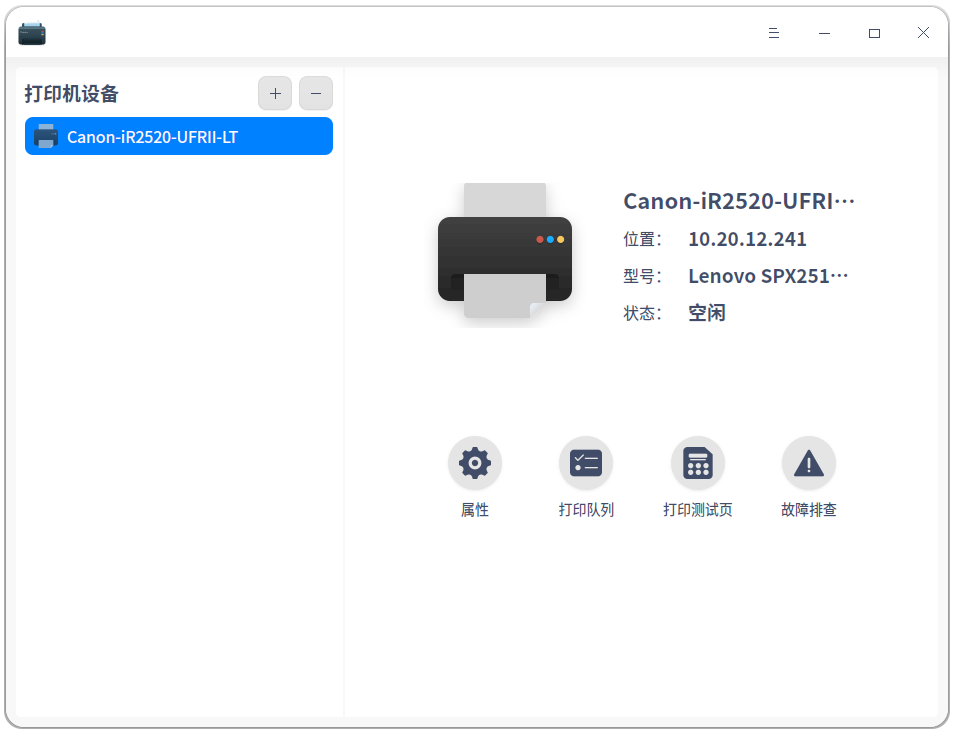 打印机设备
Canon-iR2520-UFRII-LT
Canon-iR2520-UFRI···
位置： 10.20.12.241
型号： Lenovo SPX251···
状态： 空闲
属性 打印队列 打印测试页 故障排查